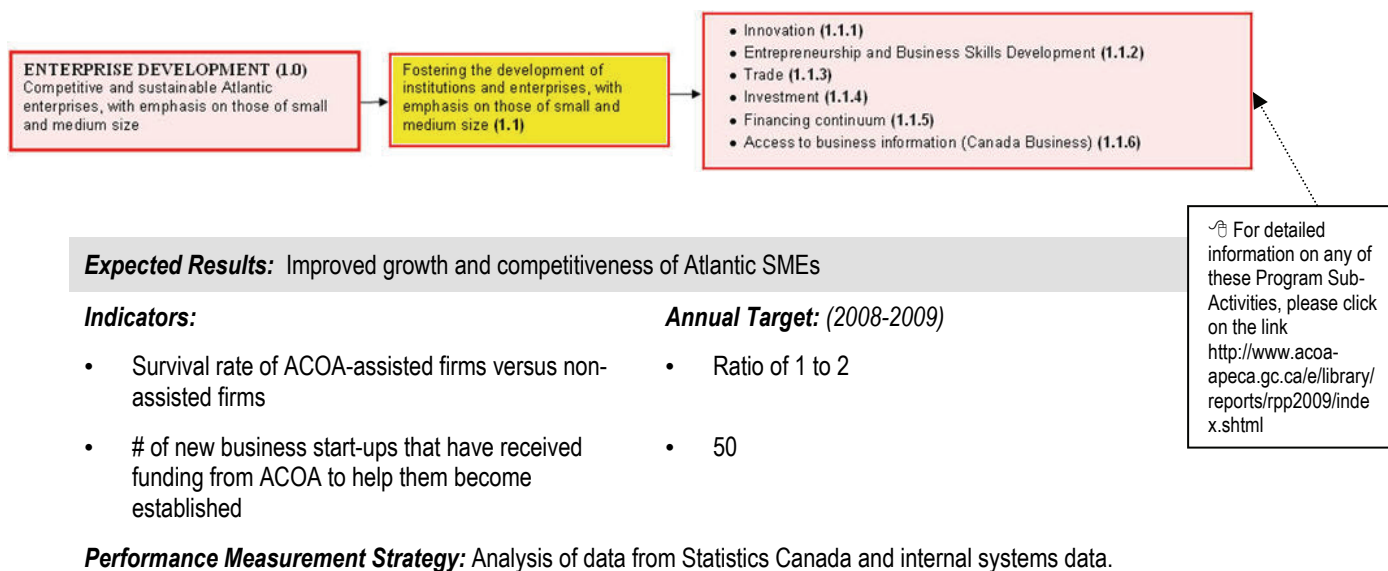 ENTERPRISE DEVELOPMENT (1.0)
Competitive and sustainable Atlantic
enterprises, with emphasis on those of small
and medium size
Fostering the development of
institutions and enterprises, with
emphasis on those of small and
medium size (1.1)
• Innovation (1.1.1)
• Entrepreneurship and Business Skills Development (1.1.2)
• Trade (1.1.3)
• Investment (1.1.4)
• Financing continuum (1.1.5)
• Access to business information (Canada Business) (1.1.6)
For detailed
information on any of
these Program Sub-
Activities, please click
on the link
http://www.acoa-
apeca.gc.ca/e/library/
reports/rpp2009/inde
x.shtml
Expected Results: Improved growth and competitiveness of Atlantic SMEs
Indicators:
Annual Target: (2008-2009)
• Survival rate of ACOA-assisted firms versus non-
assisted firms
• Ratio of 1 to 2
• # of new business start-ups that have received
funding from ACOA to help them become
established
• 50
Performance Measurement Strategy: Analysis of data from Statistics Canada and internal systems data.